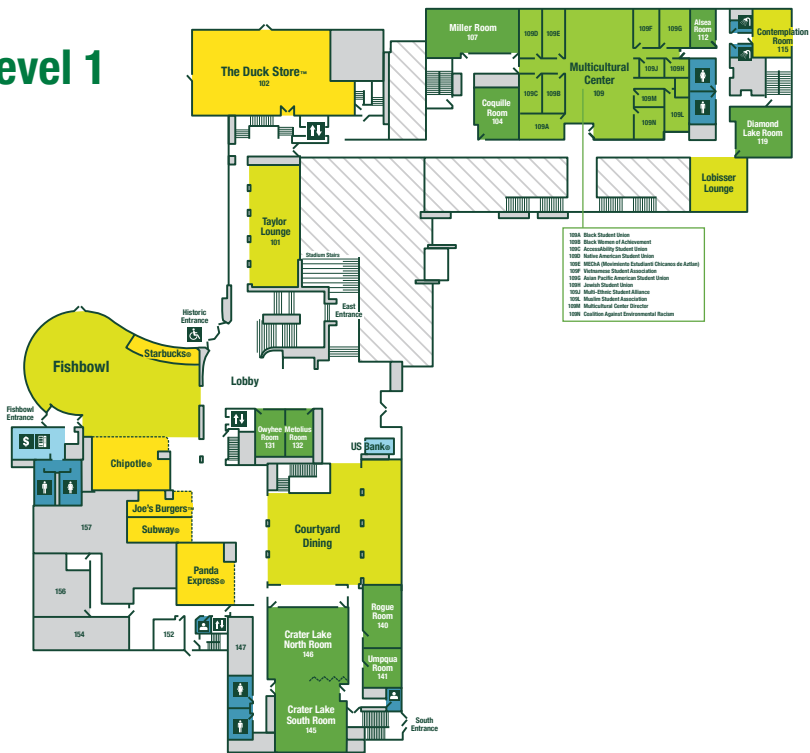 evel 1
Miller Room
107
109D
109E
109F
109G
Alsea
Room
112
Contemplation
Room
115
The Duck Store™
102
Multicultural
Center
109
109J
109H
109C
109B
109M
109L
109N
109A
Coquille
Room
104
Diamond
Lake Room
119
Lobisser
Lounge
Taylor
Lounge
101
Stadium Stairs
109A Black Student Union
109B Black Women of Achievement
109C AccessAbility Student Union
109D Native American Student Union
109E MEChA (Movimiento Estudianti Chicanos de Aztlan)
109F Vietnamese Student Association
109G Asian Pacific American Student Union
109H Jewish Student Union
109J Multi-Ethnic Student Alliance
109L Muslim Student Association
109M Multicultural Center Director
109N Coalition Against Environmental Racism
East
Entrance
Historic
Entrance
Starbucks®
Fishbowl
Lobby
Fishbowl
Entrance
$
Owyhee
Room
131
Metolius
Room
132
US Bank®
Chipotle®
Joe's Burgers™
Subway®
157
Courtyard
Dining
Panda
Express®
156
154
152
147
Rogue
Room
140
Crater Lake
North Room
146
Umpqua
Room
141
Crater Lake
South Room
145
South
Entrance